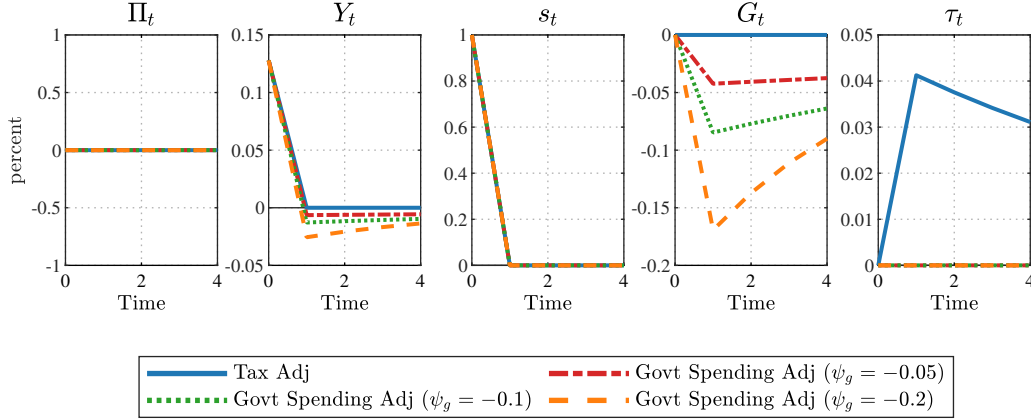 Π_t
Y_t
s_t
G_t
τ_t
percent
1
0.5
0
-0.5
-1
0 2 4
Time
0.15
0.1
0.05
0
-0.05
0 2 4
Time
1
0.8
0.6
0.4
0.2
0
0 2 4
Time
0
-0.05
-0.1
-0.15
-0.2
0 2 4
Time
0.05
0.04
0.03
0.02
0.01
0
0 2 4
Time
Tax Adj
Govt Spending Adj (ψ_g = −0.05)
Govt Spending Adj (ψ_g = −0.1)
Govt Spending Adj (ψ_g = −0.2)